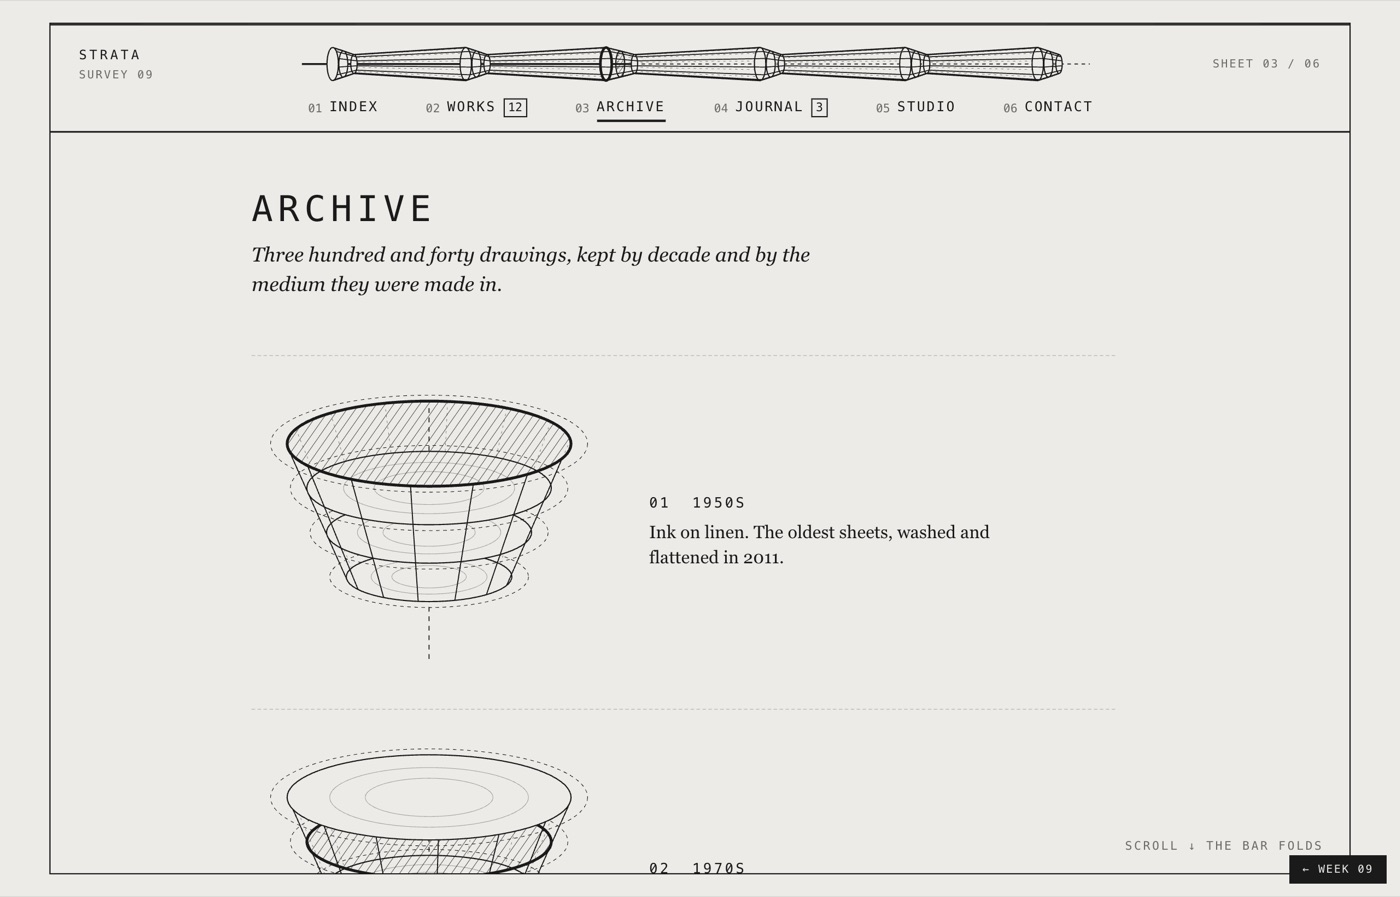 STRATA
SURVEY 09
SHEET 03 / 06
01 INDEX
02 WORKS 12
03 ARCHIVE
04 JOURNAL 3
05 STUDIO
06 CONTACT
ARCHIVE
Three hundred and forty drawings, kept by decade and by the
medium they were made in.
01 1950S
Ink on linen. The oldest sheets, washed and
flattened in 2011.
02 1970S
SCROLL ↓ THE BAR FOLDS
← WEEK 09